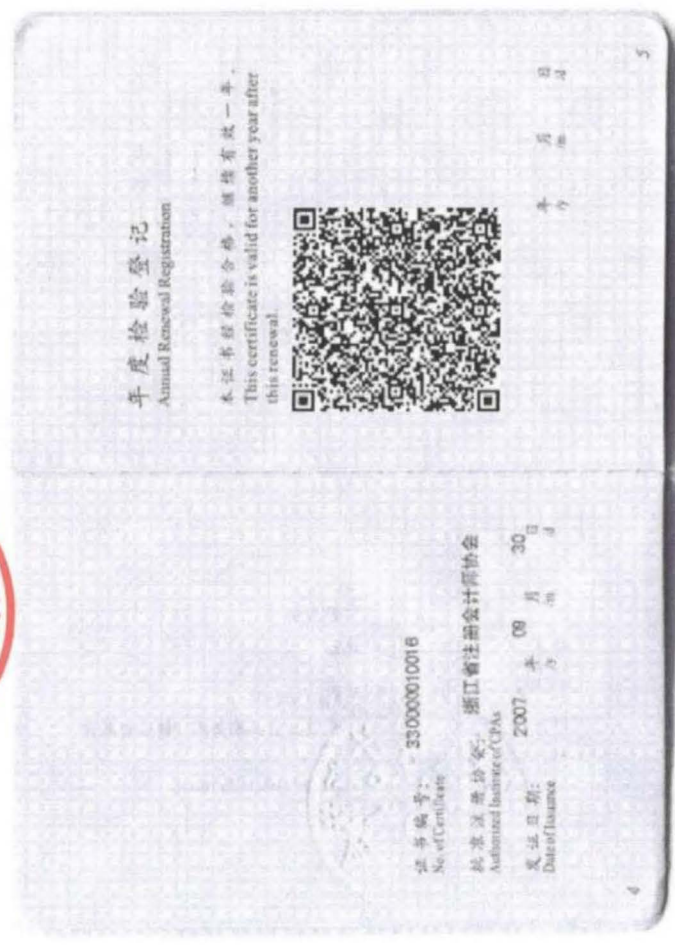 证书编号: 330000010016
No. of Certificate
批准注册协会: 浙江省注册会计师协会
Authorized Institute of CPAs
发证日期: 2007 年 09 月 30 日
Date of Issuance /y /m /d
4
年度检验登记
Annual Renewal Registration
本证书经检验合格，继续有效一年。
This certificate is valid for another year after
this renewal.
年 月 日
/y /m /d
5